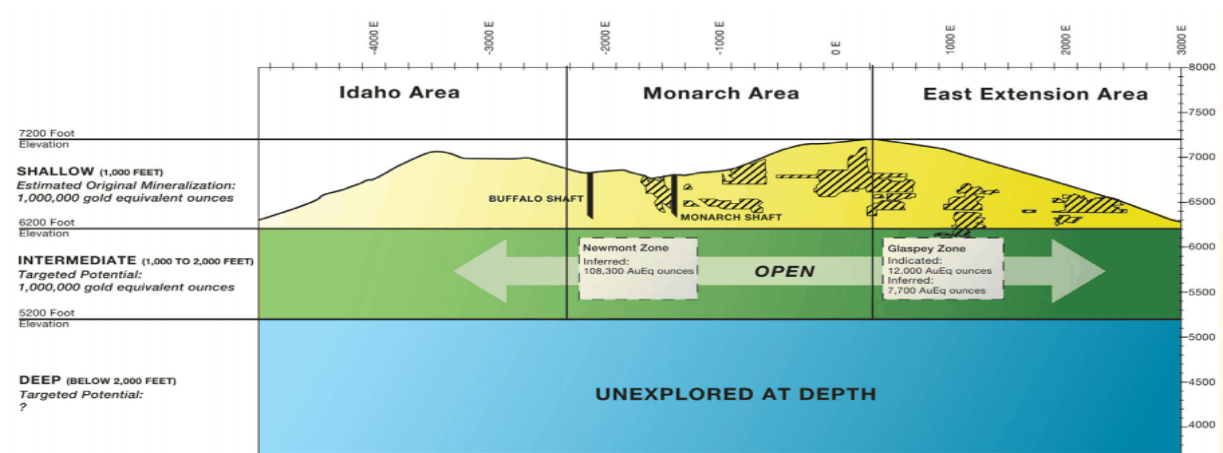 -4000 E
-3000 E
-2000 E
-1000 E
0 E
1000 E
2000 E
3000 E
8000
Idaho Area
Monarch Area
East Extension Area
7200 Foot
Elevation
7000
SHALLOW (1,000 FEET)
Estimated Original Mineralization:
1,000,000 gold equivalent ounces
BUFFALO SHAFT
MONARCH SHAFT
6500
6200 Foot
Elevation
6000
INTERMEDIATE (1,000 TO 2,000 FEET)
Targeted Potential:
1,000,000 gold equivalent ounces
Newmont Zone
Inferred:
108,300 AuEq ounces
OPEN
Glaspey Zone
Indicated:
12,000 AuEq ounces
Inferred:
7,700 AuEq ounces
5500
5200 Foot
Elevation
5000
DEEP (BELOW 2,000 FEET)
Targeted Potential:
?
UNEXPLORED AT DEPTH
4500
4000